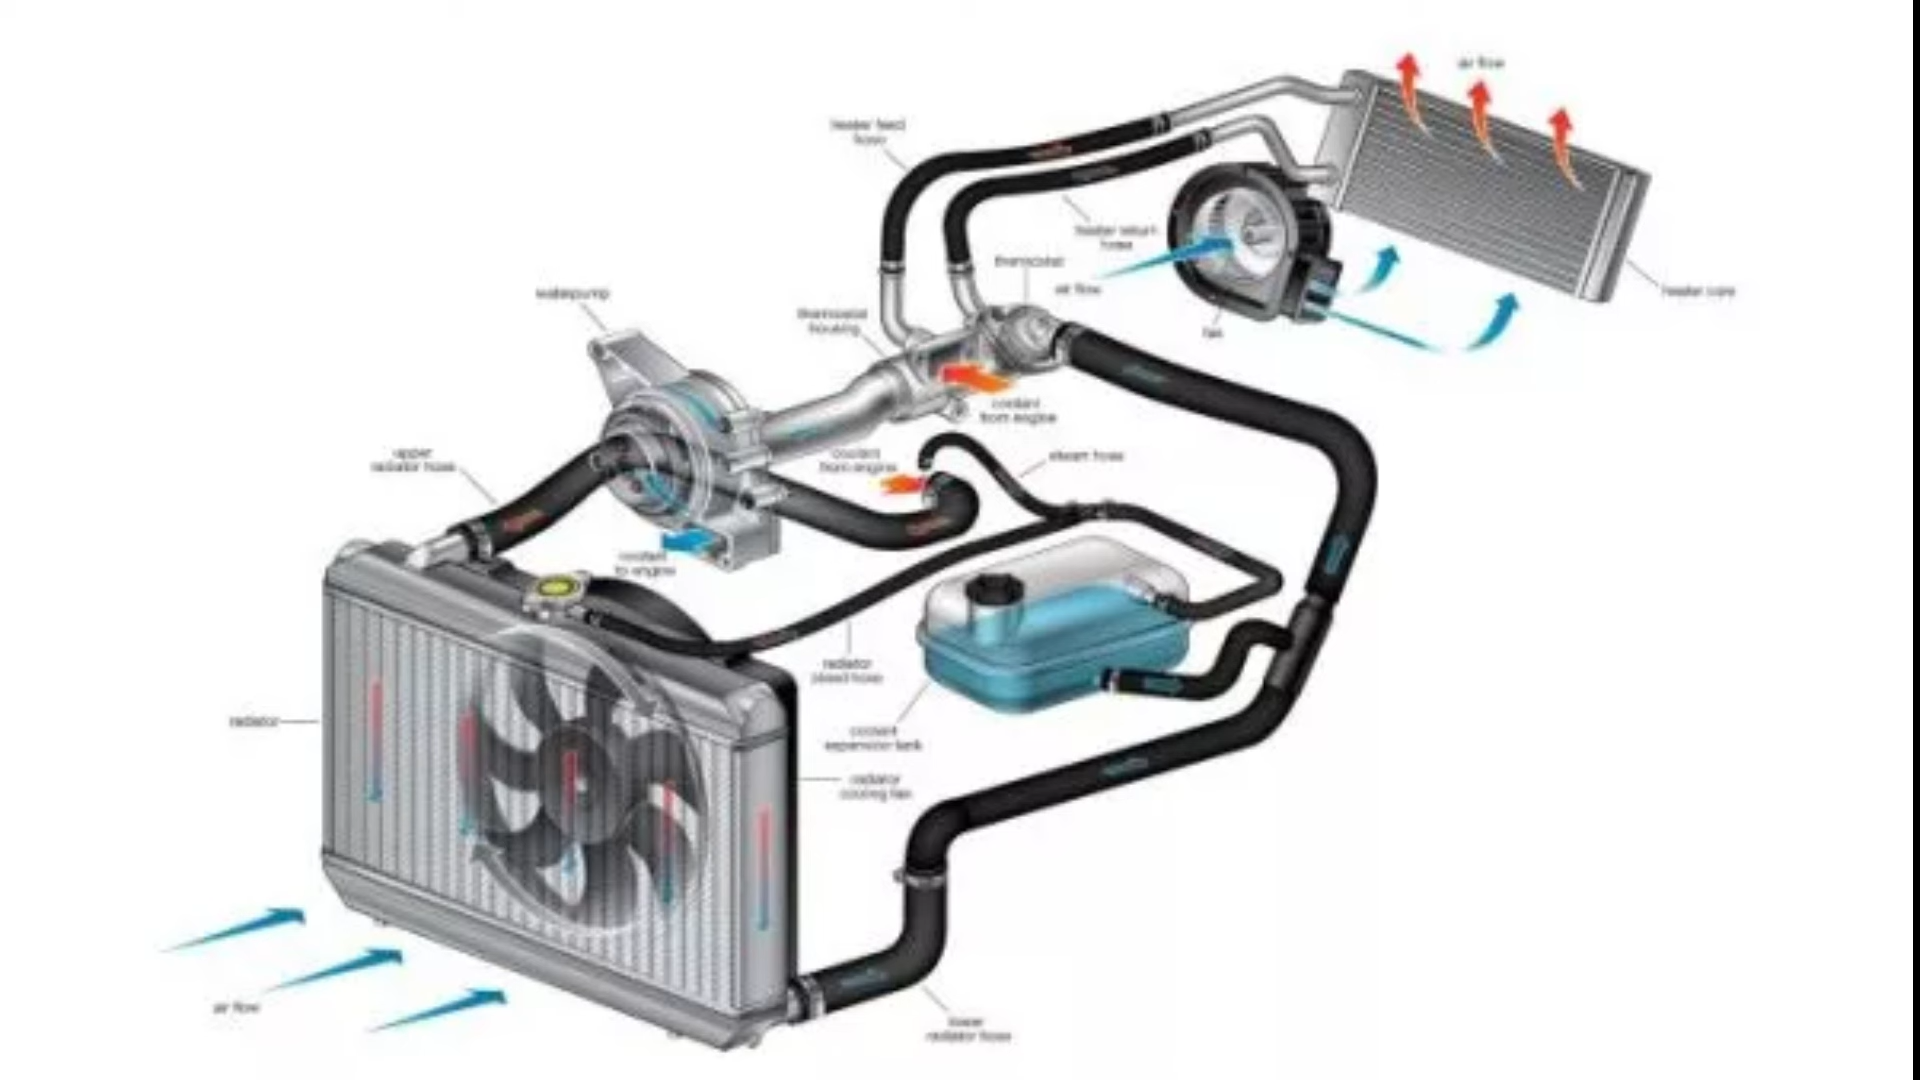 air flow
heater feed
hose
heater return
hose
thermostat
air flow
heater core
waterpump
thermostat
housing
fan
coolant
from engine
upper
radiator hose
coolant
from engine
steam hose
coolant
to engine
radiator
bleed hose
radiator
coolant
expansion tank
radiator
cooling fan
air flow
lower
radiator hose